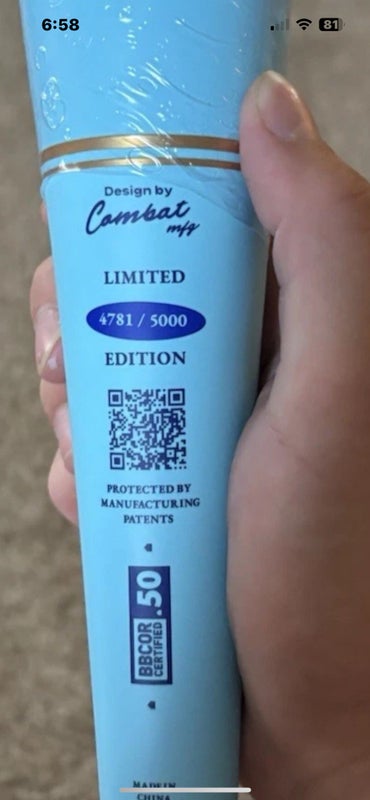 6:58
81
Design by
Combat
mfg
LIMITED
4781 / 5000
EDITION
PROTECTED BY
MANUFACTURING
PATENTS
BBCOR
CERTIFIED
.50
MADE IN
CHINA